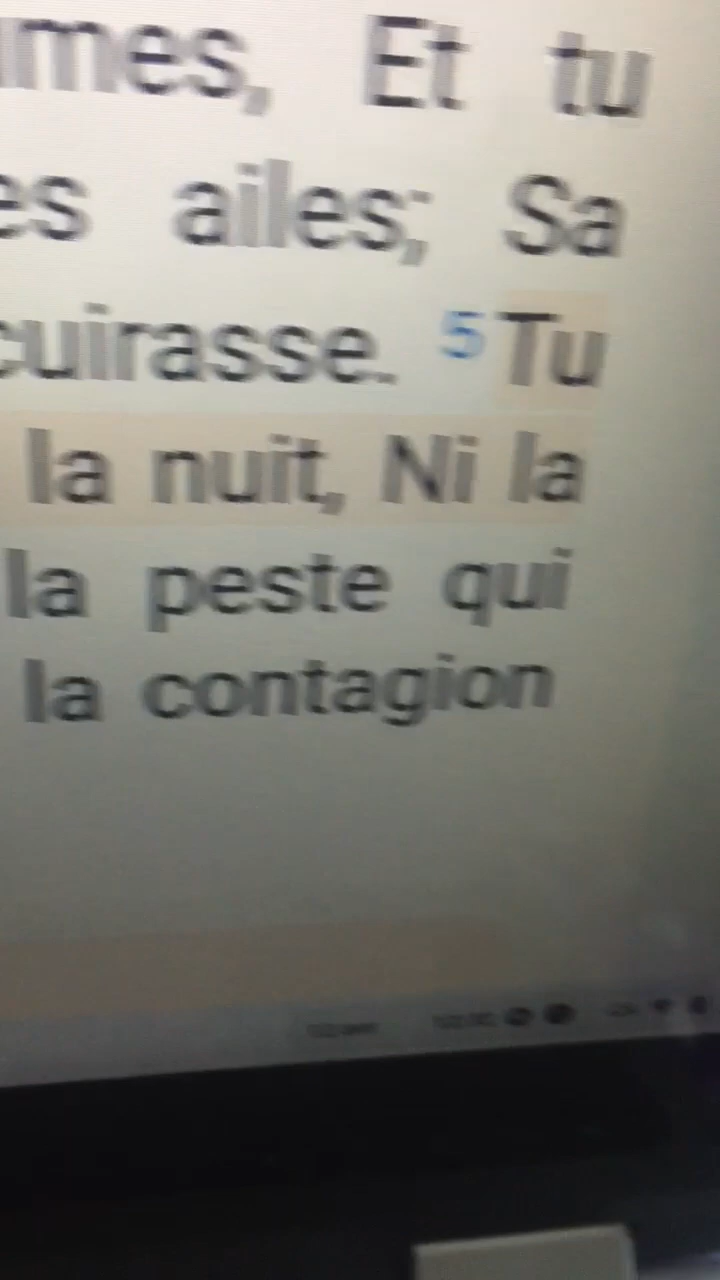 mes, Et tu
es ailes; Sa
cuirasse. 5 Tu
la nuit, Ni la
la peste qui
la contagion